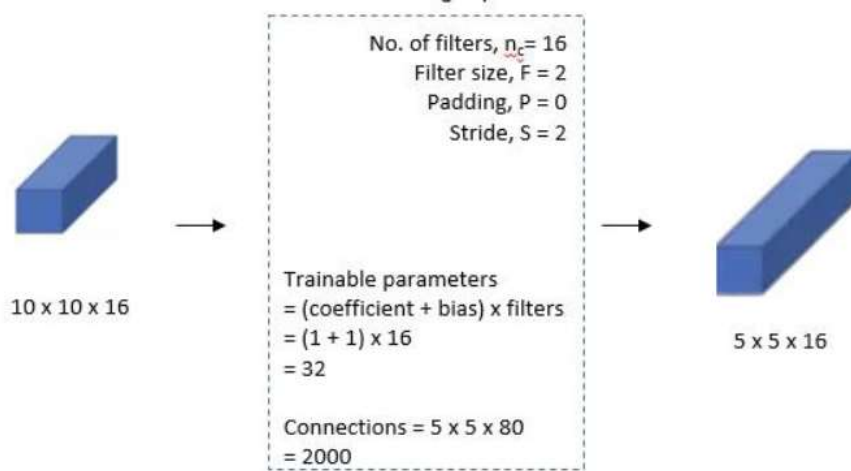 No. of filters, nc= 16
Filter size, F = 2
Padding, P = 0
Stride, S = 2
10 x 10 x 16
Trainable parameters
= (coefficient + bias) x filters
= (1 + 1) x 16
= 32
Connections = 5 x 5 x 80
= 2000
5 x 5 x 16